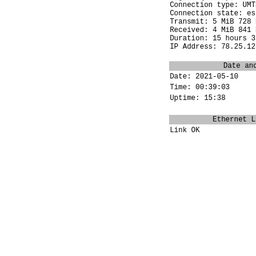 Connection type: UMT
Connection state: es
Transmit: 5 MiB 728
Received: 4 MiB 841
Duration: 15 hours 3
IP Address: 78.25.12
Date and
Date: 2021-05-10
Time: 00:39:03
Uptime: 15:38
Ethernet L
Link OK